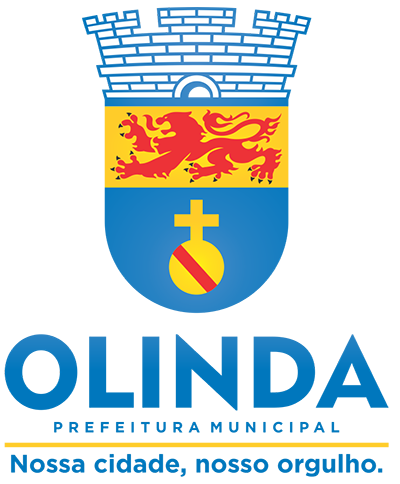 OLINDA
PREFEITURA MUNICIPAL
Nossa cidade, nosso orgulho.